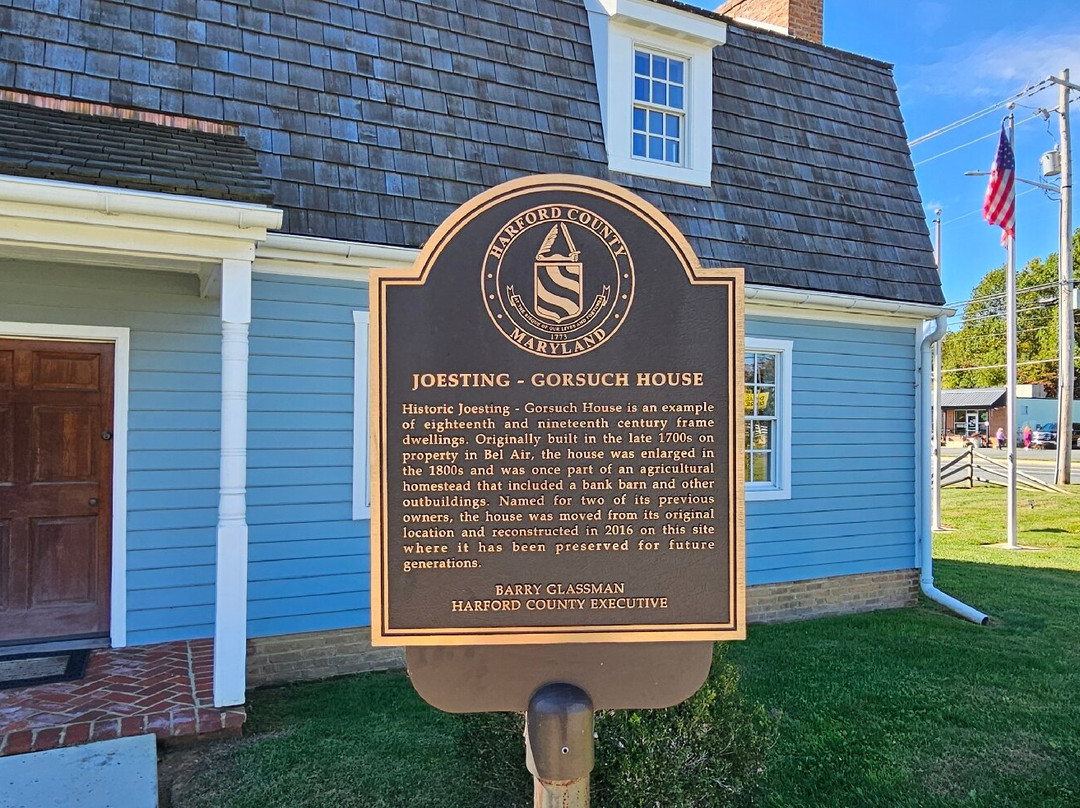 HARFORD COUNTY
1773
MARYLAND
JOESTING - GORSUCH HOUSE
Historic Joesting - Gorsuch House is an example
of eighteenth and nineteenth century frame
dwellings. Originally built in the late 1700s on
property in Bel Air, the house was enlarged in
the 1800s and was once part of an agricultural
homestead that included a bank barn and other
outbuildings. Named for two of its previous
owners, the house was moved from its original
location and reconstructed in 2016 on this site
where it has been preserved for future
generations.
BARRY GLASSMAN
HARFORD COUNTY EXECUTIVE